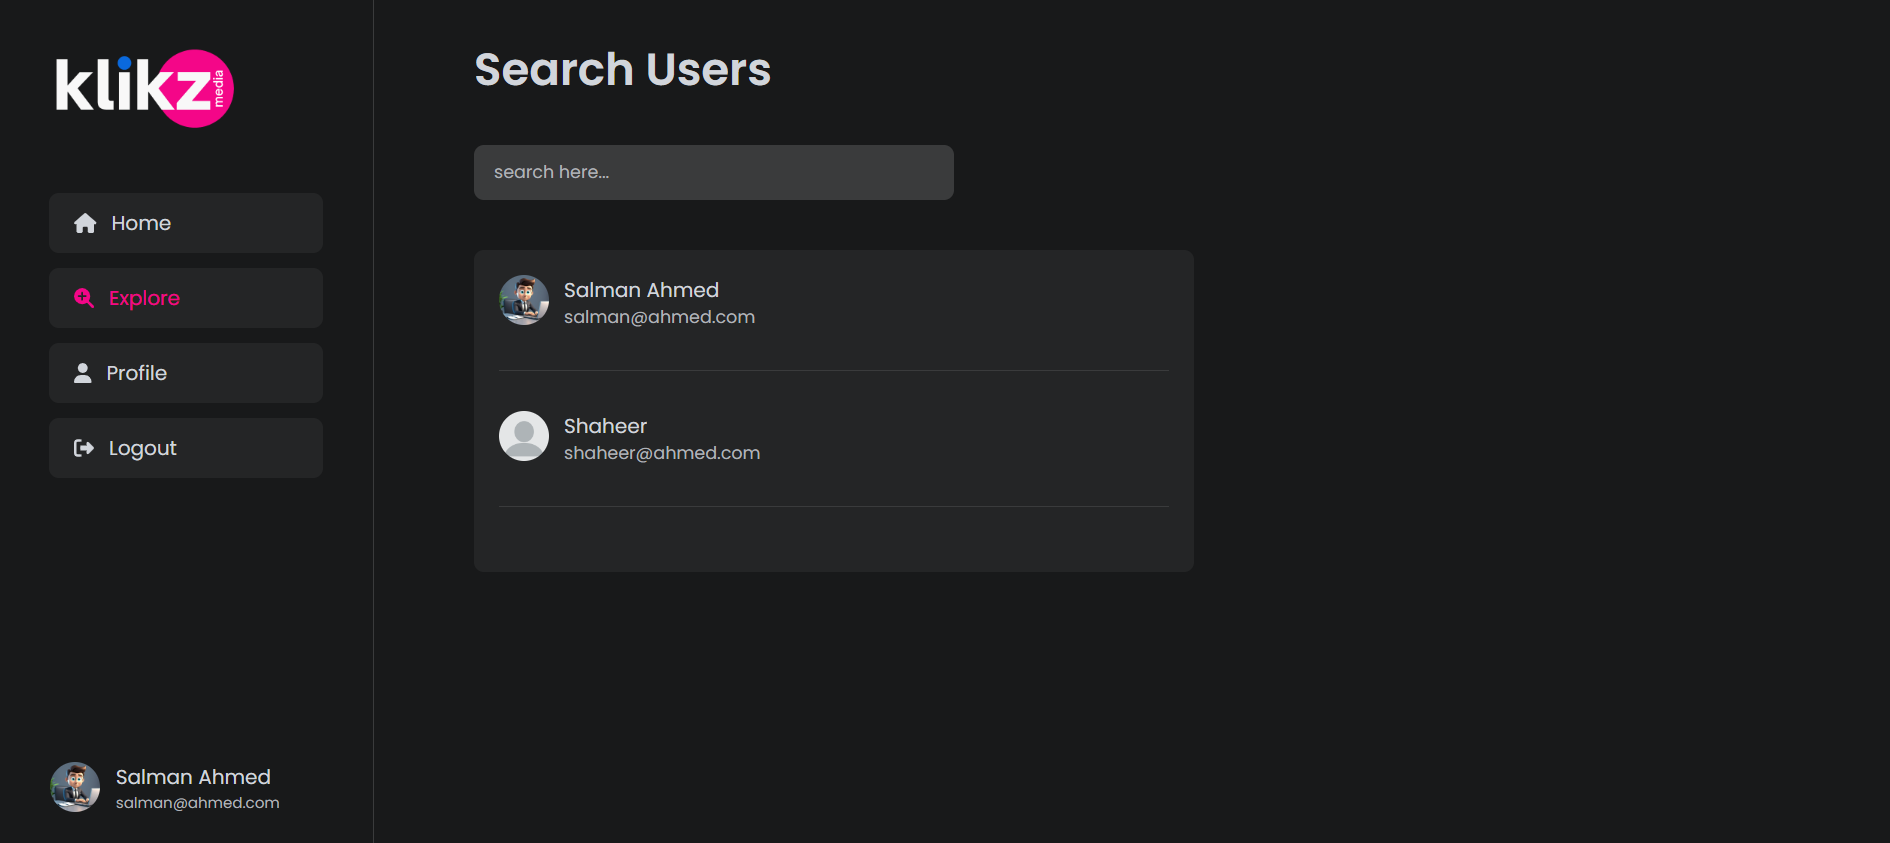 klikz
media
Home
Explore
Profile
Logout
Salman Ahmed
salman@ahmed.com
Search Users
search here...
Salman Ahmed
salman@ahmed.com
Shaheer
shaheer@ahmed.com